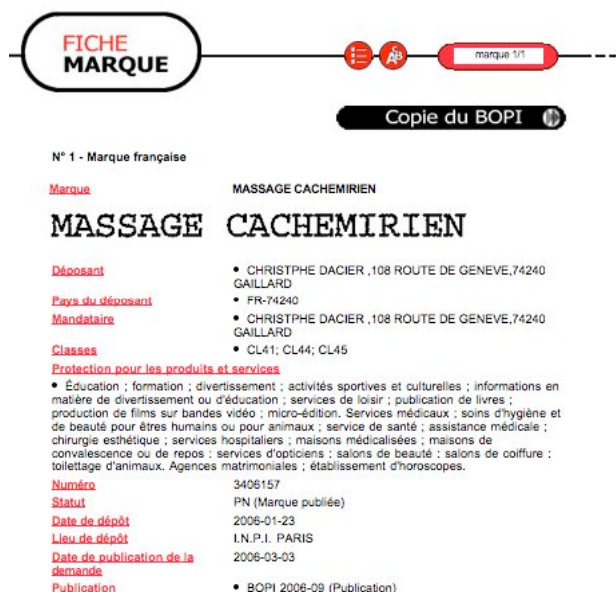 FICHE
MARQUE
marque 1/1
Copie du BOPI
N° 1 - Marque française
Marque MASSAGE CACHEMIRIEN
MASSAGE CACHEMIRIEN
Déposant • CHRISTPHE DACIER ,108 ROUTE DE GENEVE,74240
GAILLARD
Pays du déposant • FR-74240
Mandataire • CHRISTPHE DACIER ,108 ROUTE DE GENEVE,74240
GAILLARD
Classes • CL41; CL44; CL45
Protection pour les produits et services
• Éducation ; formation ; divertissement ; activités sportives et culturelles ; informations en
matière de divertissement ou d'éducation ; services de loisir ; publication de livres ;
production de films sur bandes vidéo ; micro-édition. Services médicaux ; soins d'hygiène et
de beauté pour êtres humains ou pour animaux ; service de santé ; assistance médicale ;
chirurgie esthétique ; services hospitaliers ; maisons médicalisées ; maisons de
convalescence ou de repos ; services d'opticiens ; salons de beauté ; salons de coiffure ;
toilettage d'animaux. Agences matrimoniales ; établissement d'horoscopes.
Numéro 3406157
Statut PN (Marque publiée)
Date de dépôt 2006-01-23
Lieu de dépôt I.N.P.I. PARIS
Date de publication de la 2006-03-03
demande
Publication • BOPI 2006-09 (Publication)